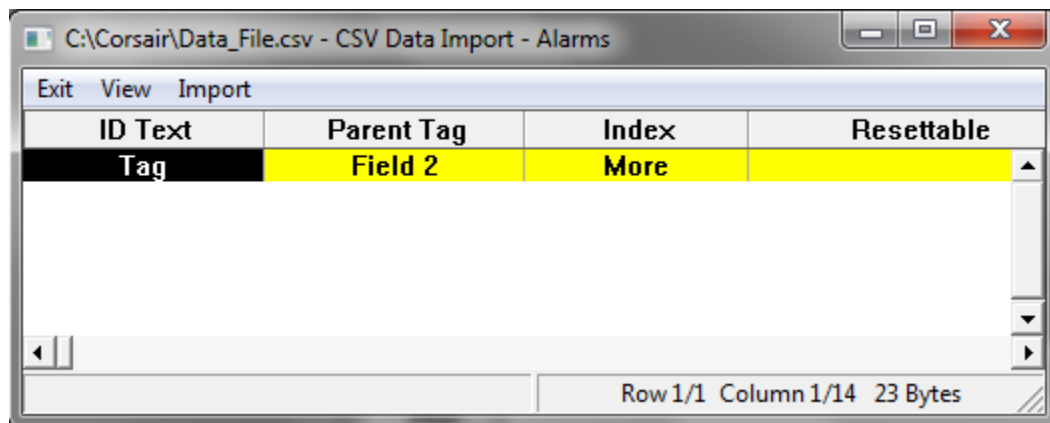 C:\Corsair\Data_File.csv - CSV Data Import - Alarms
Exit View Import
ID Text Parent Tag Index Resettable
Tag Field 2 More
Row 1/1 Column 1/14 23 Bytes